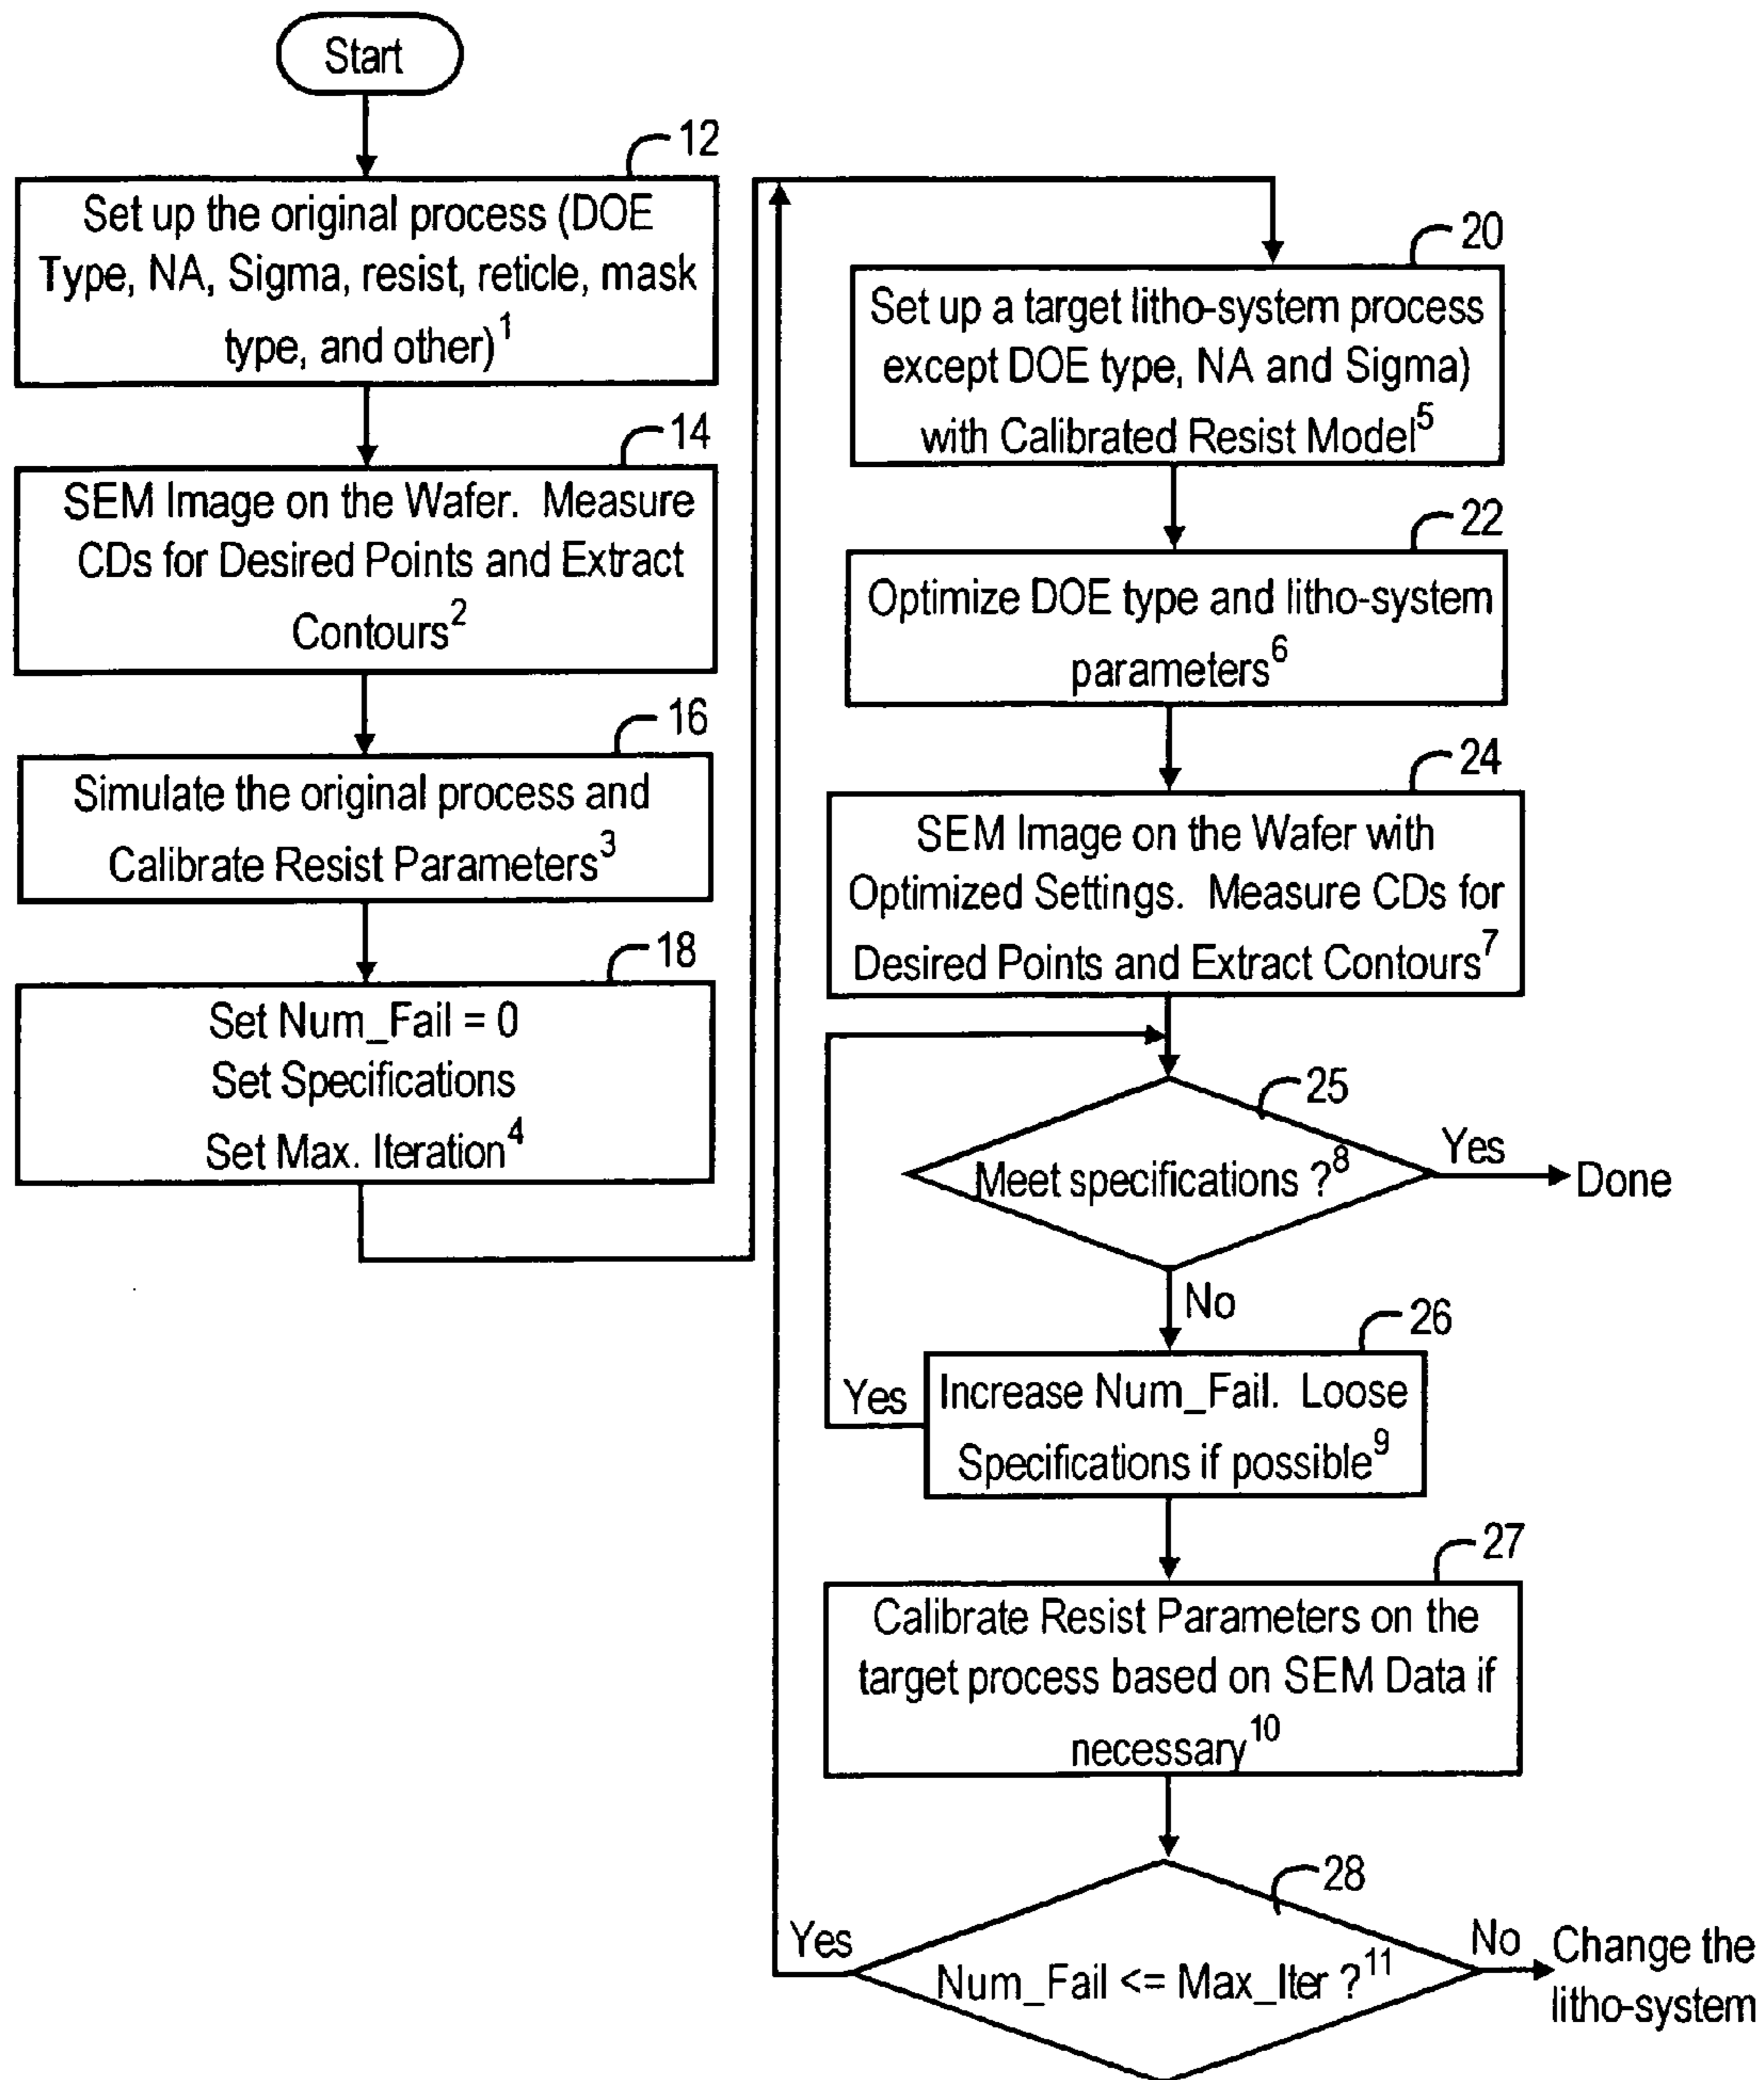 Start
12
Set up the original process (DOE
Type, NA, Sigma, resist, reticle, mask
type, and other)1
14
SEM Image on the Wafer. Measure
CDs for Desired Points and Extract
Contours2
16
Simulate the original process and
Calibrate Resist Parameters3
18
Set Num_Fail = 0
Set Specifications
Set Max. Iteration4
20
Set up a target litho-system process
except DOE type, NA and Sigma)
with Calibrated Resist Model5
22
Optimize DOE type and litho-system
parameters6
24
SEM Image on the Wafer with
Optimized Settings. Measure CDs for
Desired Points and Extract Contours7
25
Meet specifications ?8
Yes
Done
No
26
Increase Num_Fail. Loose
Specifications if possible9
Yes
27
Calibrate Resist Parameters on the
target process based on SEM Data if
necessary10
28
Num_Fail <= Max_Iter ?11
Yes
No
Change the
litho-system